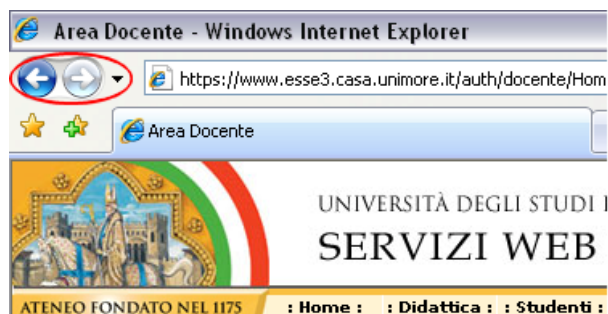 Area Docente - Windows Internet Explorer
https://www.esse3.casa.unimore.it/auth/docente/Hom
Area Docente
UNIVERSITÀ DEGLI STUDI
SERVIZI WEB
ATENEO FONDATO NEL 1175
: Home : : Didattica : : Studenti :